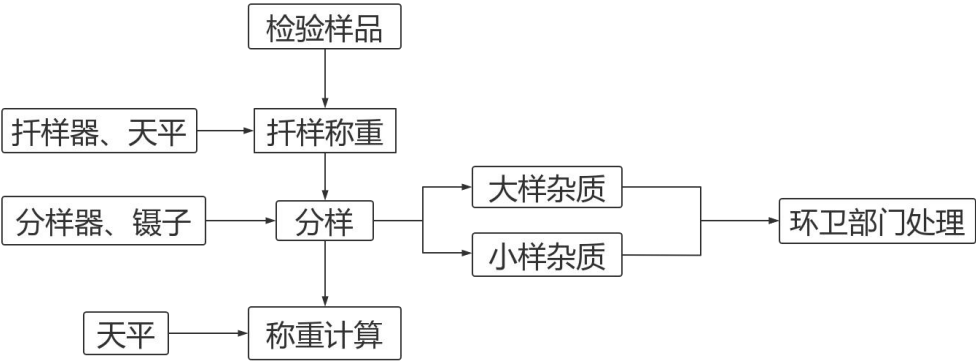 检验样品
扦样器、天平
扦样称重
大样杂质
分样器、镊子
分样
环卫部门处理
小样杂质
天平
称重计算